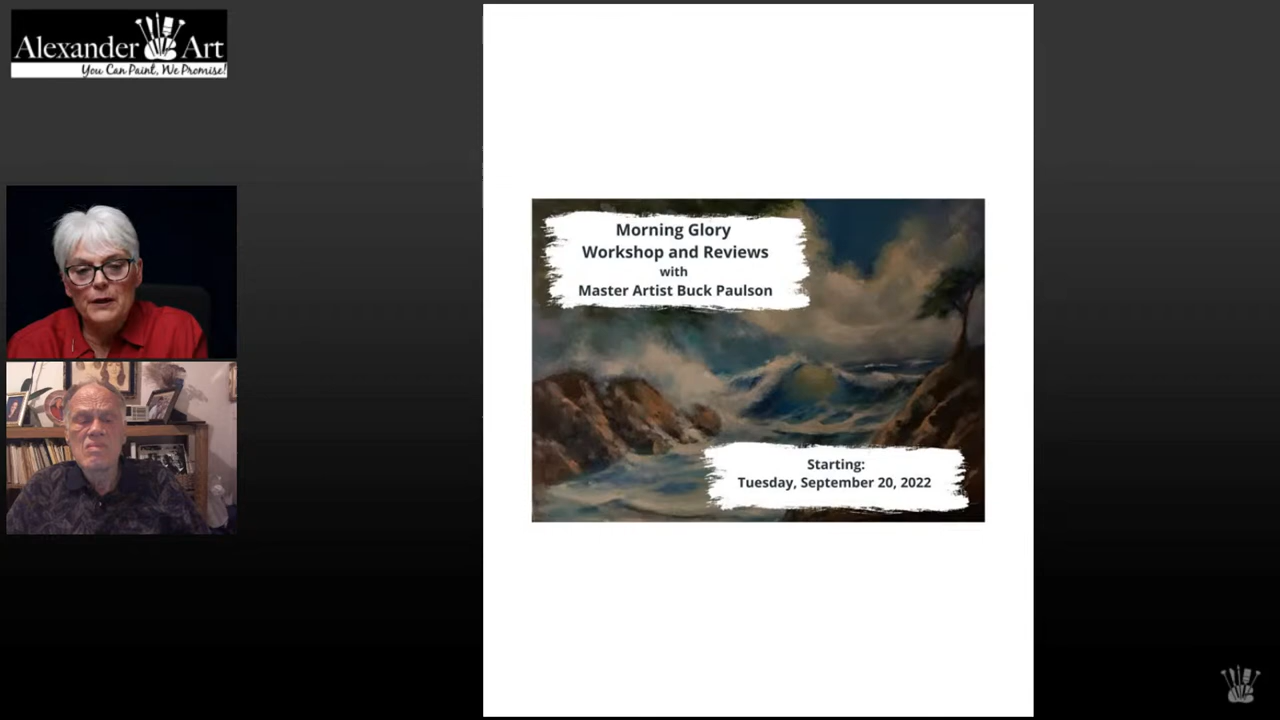 Alexander Art
You Can Paint, We Promise!
Morning Glory
Workshop and Reviews
with
Master Artist Buck Paulson
Starting:
Tuesday, September 20, 2022